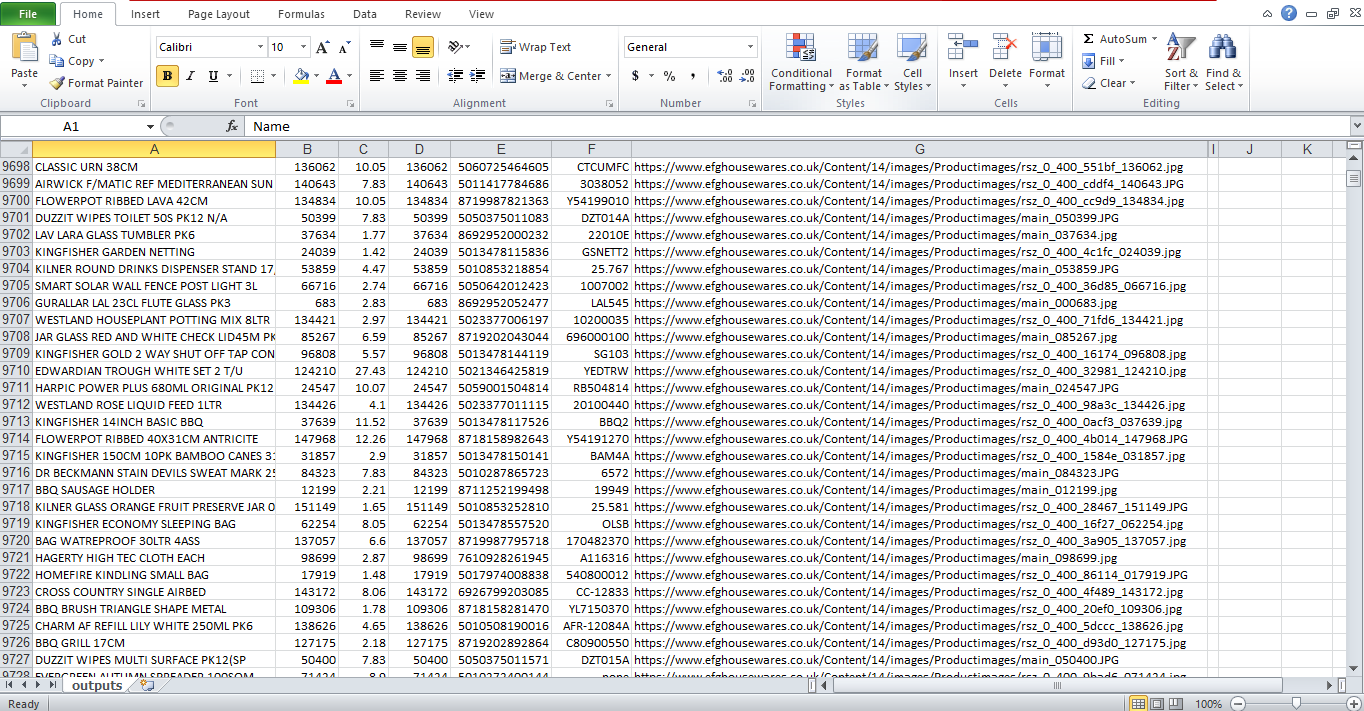 File Home Insert Page Layout Formulas Data Review View
Paste Cut Copy Format Painter Clipboard
Calibri 10 A A B I U A Font
Wrap Text Merge & Center Alignment
General $ % , .0 .00 .00 .0 Number
Conditional Formatting Format as Table Cell Styles Styles
Insert Delete Format Cells
Σ AutoSum Fill Clear Sort & Filter Find & Select Editing
A1 fx Name
A B C D E F G I J K
9698 CLASSIC URN 38CM 136062 10.05 136062 5060725464605 CTCUMFC https://www.efghousewares.co.uk/Content/14/images/Productimages/rsz_0_400_551bf_136062.jpg
9699 AIRWICK F/MATIC REF MEDITERRANEAN SUN 140643 7.83 140643 5011417784686 3038052 https://www.efghousewares.co.uk/Content/14/images/Productimages/rsz_0_400_cddf4_140643.JPG
9700 FLOWERPOT RIBBED LAVA 42CM 134834 10.05 134834 8719987821363 Y54199010 https://www.efghousewares.co.uk/Content/14/images/Productimages/rsz_0_400_cc9d9_134834.jpg
9701 DUZZIT WIPES TOILET 50S PK12 N/A 50399 7.83 50399 5050375011083 DZT014A https://www.efghousewares.co.uk/Content/14/images/Productimages/main_050399.JPG
9702 LAV LARA GLASS TUMBLER PK6 37634 1.77 37634 8692952000232 22010E https://www.efghousewares.co.uk/Content/14/images/Productimages/main_037634.jpg
9703 KINGFISHER GARDEN NETTING 24039 1.42 24039 5013478115836 GSNETT2 https://www.efghousewares.co.uk/Content/14/images/Productimages/rsz_0_400_4c1fc_024039.jpg
9704 KILNER ROUND DRINKS DISPENSER STAND 17, 53859 4.47 53859 5010853218854 25.767 https://www.efghousewares.co.uk/Content/14/images/Productimages/main_053859.JPG
9705 SMART SOLAR WALL FENCE POST LIGHT 3L 66716 2.74 66716 5050642012423 1007002 https://www.efghousewares.co.uk/Content/14/images/Productimages/rsz_0_400_36d85_066716.jpg
9706 GURALLAR LAL 23CL FLUTE GLASS PK3 683 2.83 683 8692952052477 LAL545 https://www.efghousewares.co.uk/Content/14/images/Productimages/main_000683.jpg
9707 WESTLAND HOUSEPLANT POTTING MIX 8LTR 134421 2.97 134421 5023377006197 10200035 https://www.efghousewares.co.uk/Content/14/images/Productimages/rsz_0_400_71fd6_134421.jpg
9708 JAR GLASS RED AND WHITE CHECK LID45M PK 85267 6.59 85267 8719202043044 696000100 https://www.efghousewares.co.uk/Content/14/images/Productimages/main_085267.jpg
9709 KINGFISHER GOLD 2 WAY SHUT OFF TAP CON 96808 5.57 96808 5013478144119 SG103 https://www.efghousewares.co.uk/Content/14/images/Productimages/rsz_0_400_16174_096808.jpg
9710 EDWARDIAN TROUGH WHITE SET 2 T/U 124210 27.43 124210 5021346425819 YEDTRW https://www.efghousewares.co.uk/Content/14/images/Productimages/rsz_0_400_32981_124210.jpg
9711 HARPIC POWER PLUS 680ML ORIGINAL PK12 24547 10.07 24547 5059001504814 RB504814 https://www.efghousewares.co.uk/Content/14/images/Productimages/main_024547.JPG
9712 WESTLAND ROSE LIQUID FEED 1LTR 134426 4.1 134426 5023377011115 20100440 https://www.efghousewares.co.uk/Content/14/images/Productimages/rsz_0_400_98a3c_134426.jpg
9713 KINGFISHER 14INCH BASIC BBQ 37639 11.52 37639 5013478117526 BBQ2 https://www.efghousewares.co.uk/Content/14/images/Productimages/rsz_0_400_0acf3_037639.jpg
9714 FLOWERPOT RIBBED 40X31CM ANTRICITE 147968 12.26 147968 8718158982643 Y54191270 https://www.efghousewares.co.uk/Content/14/images/Productimages/rsz_0_400_4b014_147968.JPG
9715 KINGFISHER 150CM 10PK BAMBOO CANES 31 31857 2.9 31857 5013478150141 BAM4A https://www.efghousewares.co.uk/Content/14/images/Productimages/rsz_0_400_1584e_031857.jpg
9716 DR BECKMANN STAIN DEVILS SWEAT MARK 25 84323 7.83 84323 5010287865723 6572 https://www.efghousewares.co.uk/Content/14/images/Productimages/main_084323.JPG
9717 BBQ SAUSAGE HOLDER 12199 2.21 12199 8711252199498 19949 https://www.efghousewares.co.uk/Content/14/images/Productimages/main_012199.jpg
9718 KILNER GLASS ORANGE FRUIT PRESERVE JAR 0 151149 1.65 151149 5010853252810 25.581 https://www.efghousewares.co.uk/Content/14/images/Productimages/rsz_0_400_28467_151149.JPG
9719 KINGFISHER ECONOMY SLEEPING BAG 62254 8.05 62254 5013478557520 OLSB https://www.efghousewares.co.uk/Content/14/images/Productimages/rsz_0_400_16f27_062254.jpg
9720 BAG WATREPROOF 30LTR 4ASS 137057 6.6 137057 8719987795718 170482370 https://www.efghousewares.co.uk/Content/14/images/Productimages/rsz_0_400_3a905_137057.jpg
9721 HAGERTY HIGH TEC CLOTH EACH 98699 2.87 98699 7610928261945 A116316 https://www.efghousewares.co.uk/Content/14/images/Productimages/main_098699.jpg
9722 HOMEFIRE KINDLING SMALL BAG 17919 1.48 17919 5017974008838 540800012 https://www.efghousewares.co.uk/Content/14/images/Productimages/rsz_0_400_86114_017919.JPG
9723 CROSS COUNTRY SINGLE AIRBED 143172 8.06 143172 6926799203085 CC-12833 https://www.efghousewares.co.uk/Content/14/images/Productimages/rsz_0_400_4f489_143172.jpg
9724 BBQ BRUSH TRIANGLE SHAPE METAL 109306 1.78 109306 8718158281470 YL7150370 https://www.efghousewares.co.uk/Content/14/images/Productimages/rsz_0_400_20ef0_109306.jpg
9725 CHARM AF REFILL LILY WHITE 250ML PK6 138626 4.65 138626 5010508190016 AFR-12084A https://www.efghousewares.co.uk/Content/14/images/Productimages/rsz_0_400_5dccc_138626.jpg
9726 BBQ GRILL 17CM 127175 2.18 127175 8719202892864 C80900550 https://www.efghousewares.co.uk/Content/14/images/Productimages/rsz_0_400_d93d0_127175.jpg
9727 DUZZIT WIPES MULTI SURFACE PK12(SP 50400 7.83 50400 5050375011571 DZT015A https://www.efghousewares.co.uk/Content/14/images/Productimages/main_050400.JPG
9728 EVERGREEN AUTUMN SPREADER 100SQM 71424 8.9 71424 5010272400144 none
outputs
Ready 100%